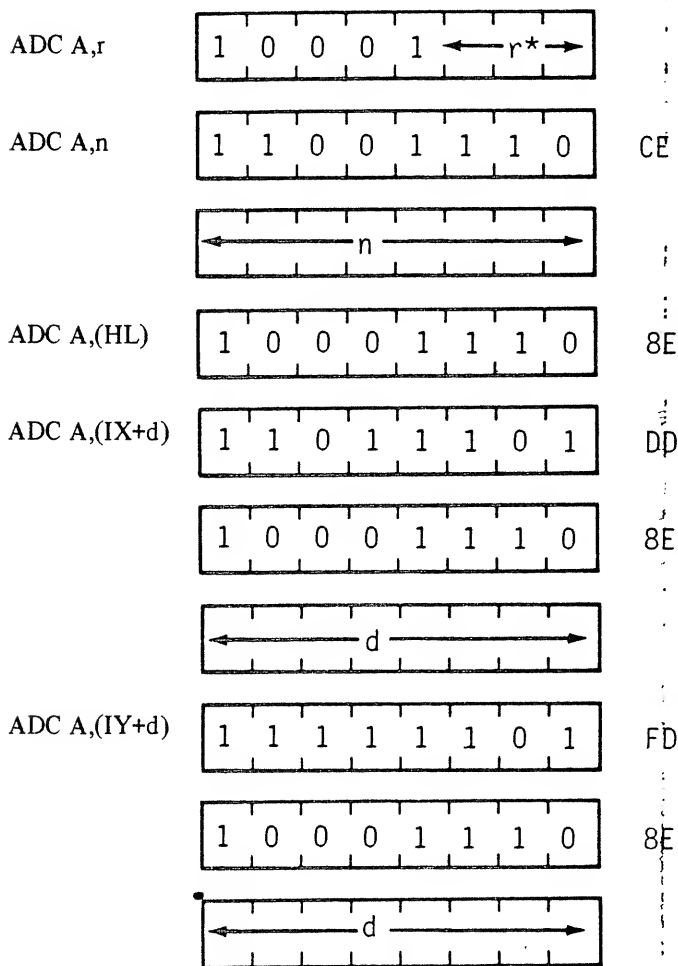 ADC A,r 1 0 0 0 1 r*
ADC A,n 1 1 0 0 1 1 1 0 CE
n
ADC A,(HL) 1 0 0 0 1 1 1 0 8E
ADC A,(IX+d) 1 1 0 1 1 1 0 1 DD
1 0 0 0 1 1 1 0 8E
d
ADC A,(IY+d) 1 1 1 1 1 1 0 1 FD
1 0 0 0 1 1 1 0 8E
d